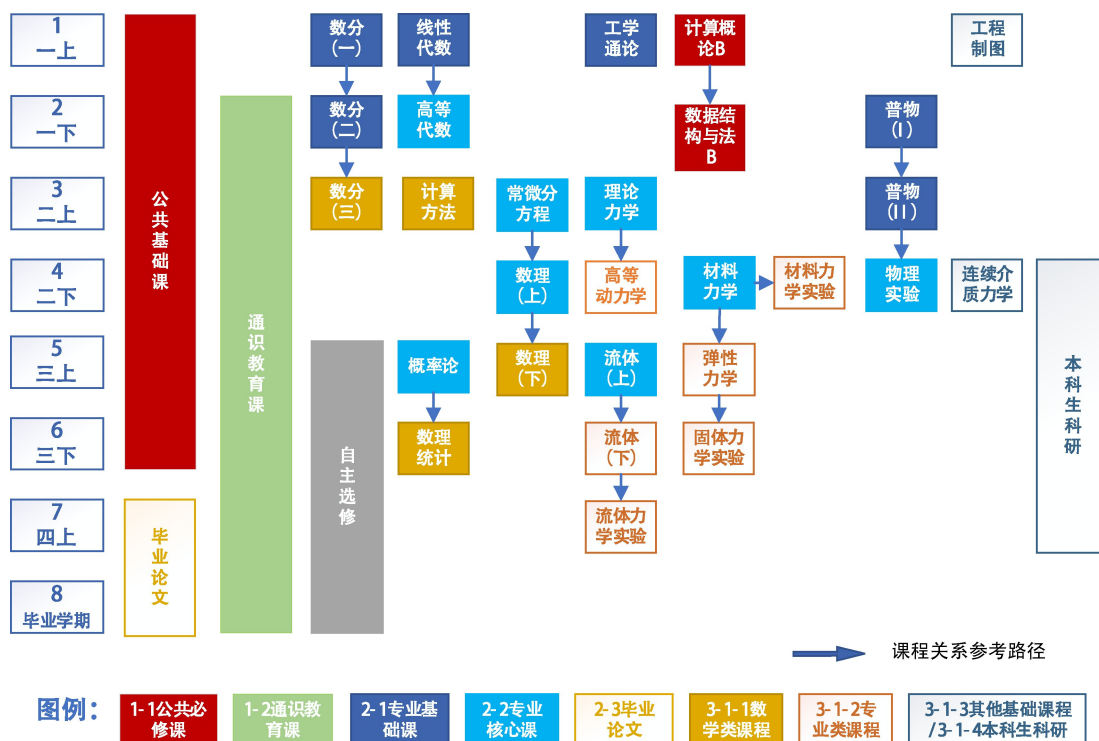 1
一上
数分
(一)
线性
代数
工学
通论
计算概
论B
工程
制图
2
一下
数分
(二)
高等
代数
数据结
构与法
B
普物
(I)
公共基础课
3
二上
数分
(三)
计算
方法
常微分
方程
理论
力学
普物
(II)
4
二下
数理
(上)
高等
动力学
材料
力学
材料力
学实验
物理
实验
连续介
质力学
通识教育课
本科生科研
5
三上
概率论
数理
(下)
流体
(上)
弹性
力学
6
三下
数理
统计
流体
(下)
固体力
学实验
自主选修
7
四上
毕业论文
流体力
学实验
8
毕业学期
课程关系参考路径
图例：
1-1公共必
修课
1-2通识教
育课
2-1专业基
础课
2-2专业
核心课
2-3毕业
论文
3-1-1数
学类课程
3-1-2专
业类课程
3-1-3其他基础课程
/3-1-4本科生科研